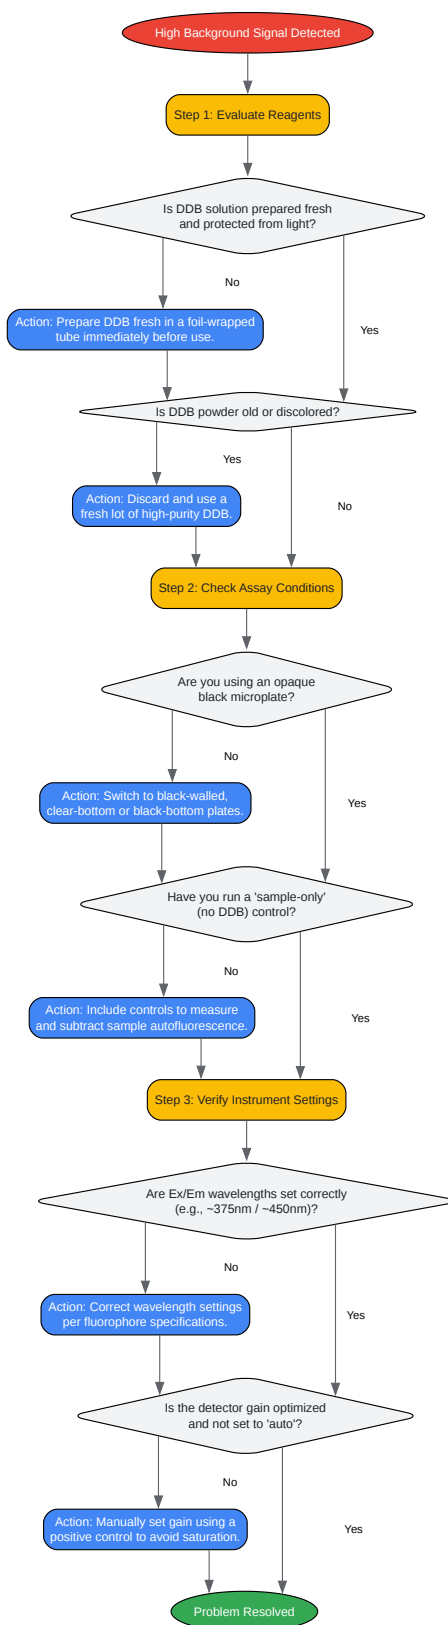 High Background Signal Detected
Step 1: Evaluate Reagents
Is DDB solution prepared fresh
and protected from light?
No
Action: Prepare DDB fresh in a foil-wrapped
tube immediately before use.
Yes
Is DDB powder old or discolored?
Yes
Action: Discard and use a
fresh lot of high-purity DDB.
No
Step 2: Check Assay Conditions
Are you using an opaque
black microplate?
No
Action: Switch to black-walled,
clear-bottom or black-bottom plates.
Yes
Have you run a 'sample-only'
(no DDB) control?
No
Action: Include controls to measure
and subtract sample autofluorescence.
Yes
Step 3: Verify Instrument Settings
Are Ex/Em wavelengths set correctly
(e.g., ~375nm / ~450nm)?
No
Action: Correct wavelength settings
per fluorophore specifications.
Yes
Is the detector gain optimized
and not set to 'auto'?
No
Action: Manually set gain using a
positive control to avoid saturation.
Yes
Problem Resolved